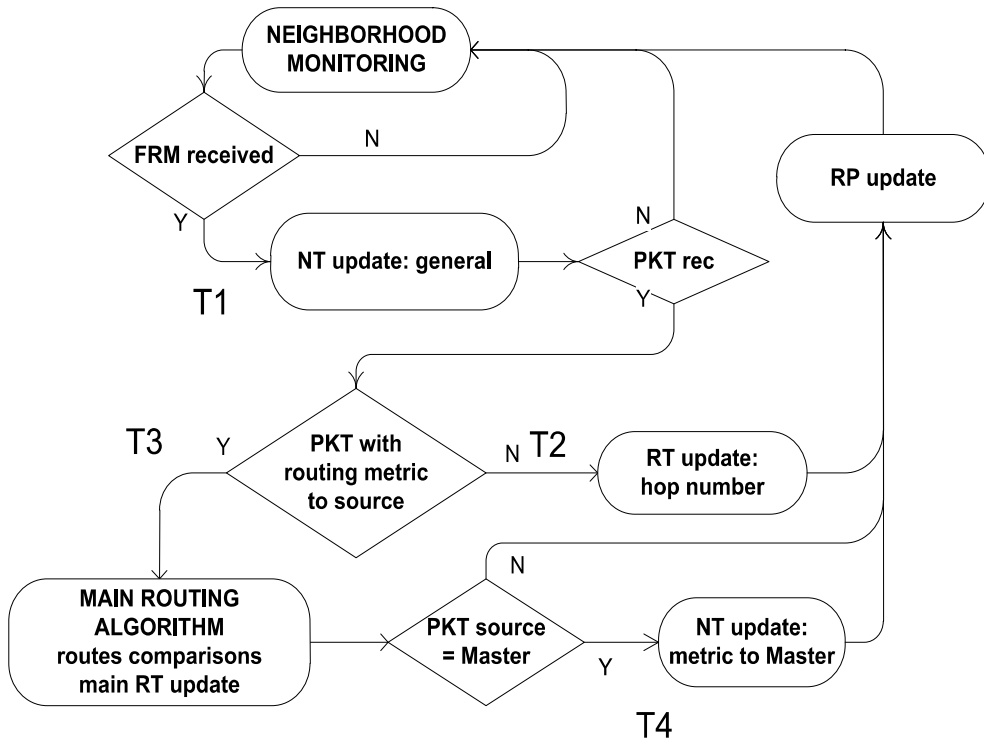 NEIGHBORHOOD
MONITORING
FRM received
N
Y
RP update
NT update: general
N
PKT rec
Y
T1
T3
Y
PKT with
routing metric
to source
N
T2
RT update:
hop number
N
MAIN ROUTING
ALGORITHM
routes comparisons
main RT update
PKT source
= Master
Y
NT update:
metric to Master
T4